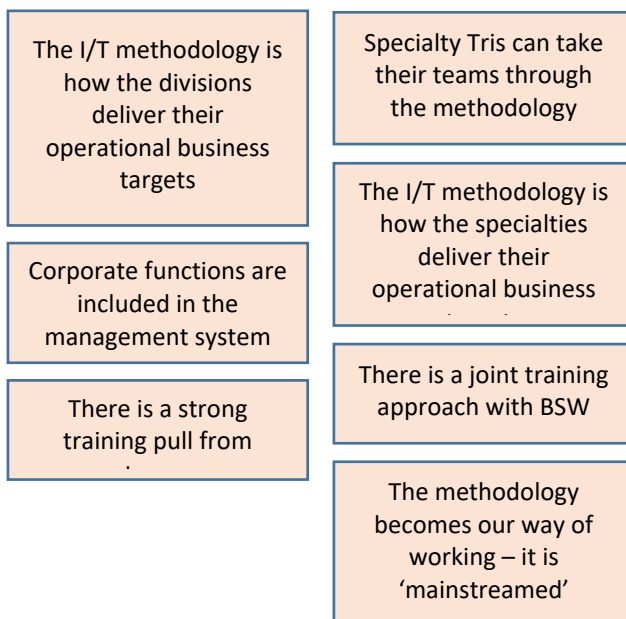 The I/T methodology is
how the divisions
deliver their
operational business
targets
Corporate functions are
included in the
management system
There is a strong
training pull from
Specialty Tris can take
their teams through
the methodology
The I/T methodology is
how the specialties
deliver their
operational business
There is a joint training
approach with BSW
The methodology
becomes our way of
working – it is
‘mainstreamed’